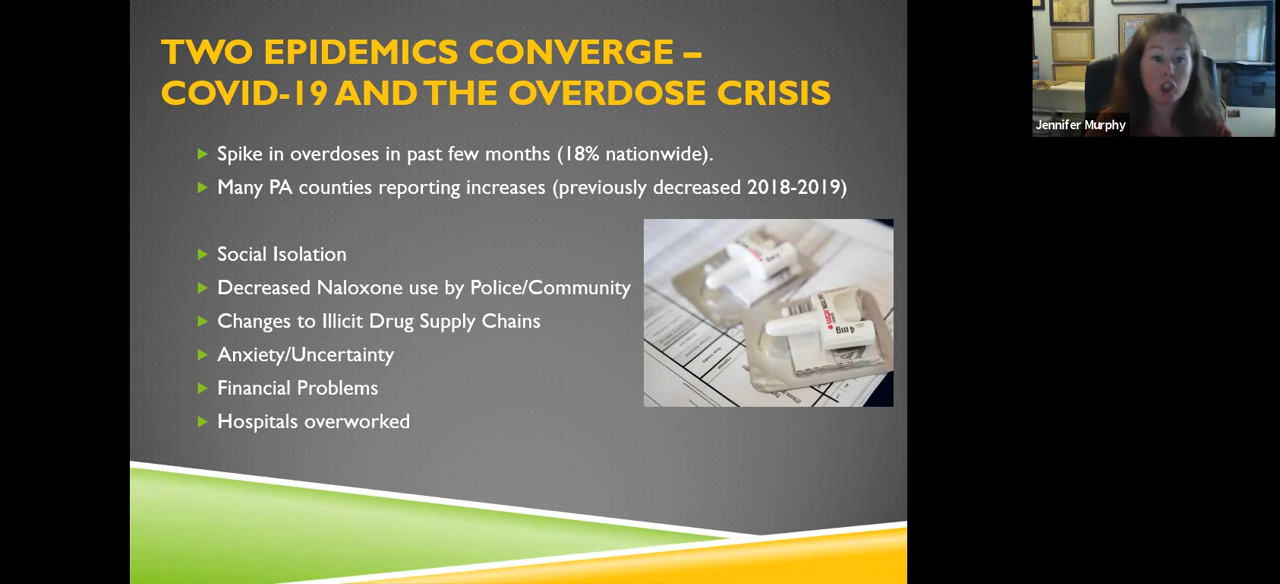 TWO EPIDEMICS CONVERGE –
COVID-19 AND THE OVERDOSE CRISIS
Spike in overdoses in past few months (18% nationwide).
Many PA counties reporting increases (previously decreased 2018-2019)
Social Isolation
Decreased Naloxone use by Police/Community
Changes to Illicit Drug Supply Chains
Anxiety/Uncertainty
Financial Problems
Hospitals overworked
4 mg
Jennifer Murphy